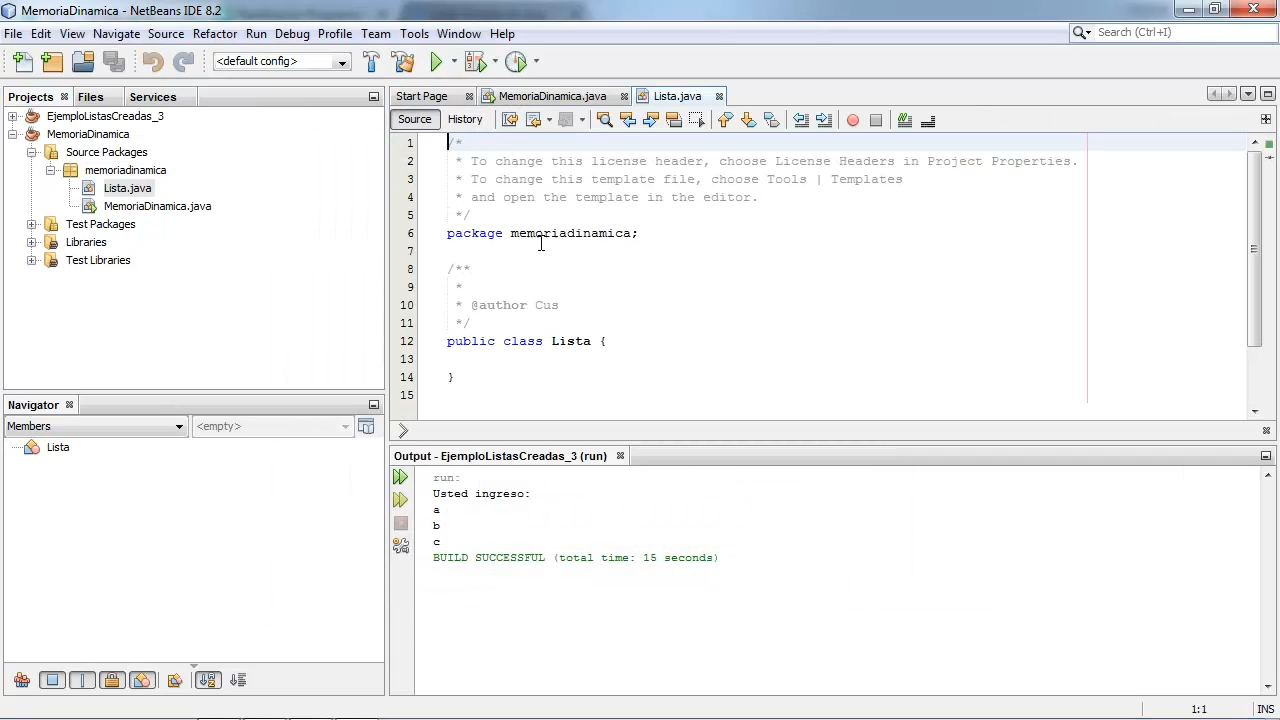 MemoriaDinamica - NetBeans IDE 8.2
File Edit View Navigate Source Refactor Run Debug Profile Team Tools Window Help
Search (Ctrl+I)
<default config>
Projects Files Services
EjemploListasCreadas_3
MemoriaDinamica
Source Packages
memoriadinamica
Lista.java
MemoriaDinamica.java
Test Packages
Libraries
Test Libraries
Navigator
Members
<empty>
Lista
Start Page MemoriaDinamica.java Lista.java
Source History
1 /*
2 * To change this license header, choose License Headers in Project Properties.
3 * To change this template file, choose Tools | Templates
4 * and open the template in the editor.
5 */
6 package memoriadinamica;
7
8 /**
9 *
10 * @author Cus
11 */
12 public class Lista {
13
14 }
15
Output - EjemploListasCreadas_3 (run)
run:
Usted ingreso:
a
b
c
BUILD SUCCESSFUL (total time: 15 seconds)
1:1 INS